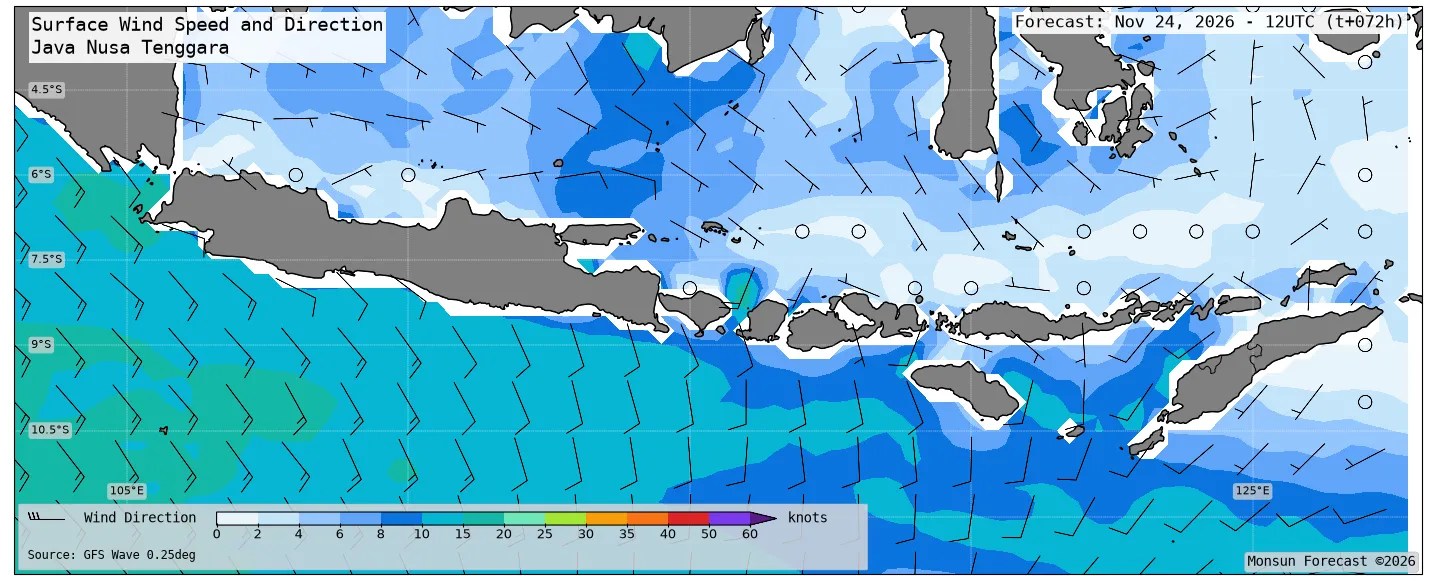 Surface Wind Speed and Direction
Java Nusa Tenggara
Forecast: Nov 24, 2026 - 12UTC (t+072h)
4.5°S
6°S
7.5°S
9°S
10.5°S
105°E
125°E
Wind Direction
0 2 4 6 8 10 15 20 25 30 40 50 60
knots
Source: GFS Wave 0.25deg
Monsun Forecast ©2026